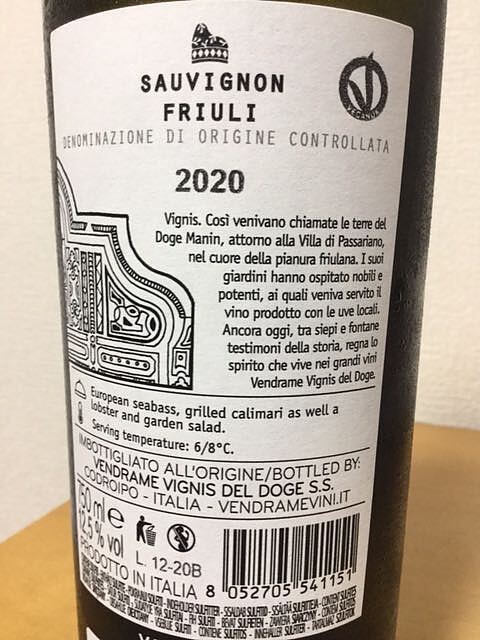 SAUVIGNON
FRIULI
DENOMINAZIONE DI ORIGINE CONTROLLATA
2020
Vignis. Così venivano chiamate le terre del
Doge Manin, attorno alla Villa di Passariano,
nel cuore della pianura friulana. I suoi
giardini hanno ospitato nobili e
potenti, ai quali veniva servito il
vino prodotto con le uve locali.
Ancora oggi, tra siepi e fontane
testimoni della storia, regna lo
spirito che vive nei grandi vini
Vendrame Vignis del Doge.
European seabass, grilled calimari as well a
lobster and garden salad.
Serving temperature: 6/8°C.
IMBOTTIGLIATO ALL'ORIGINE/BOTTLED BY:
VENDRAME VIGNIS DEL DOGE S.S.
CODROIPO - ITALIA - VENDRAMEVINI.IT
750 ml e
12,5 % vol
L. 12-20B
PRODOTTO IN ITALIA
8 052705 541151